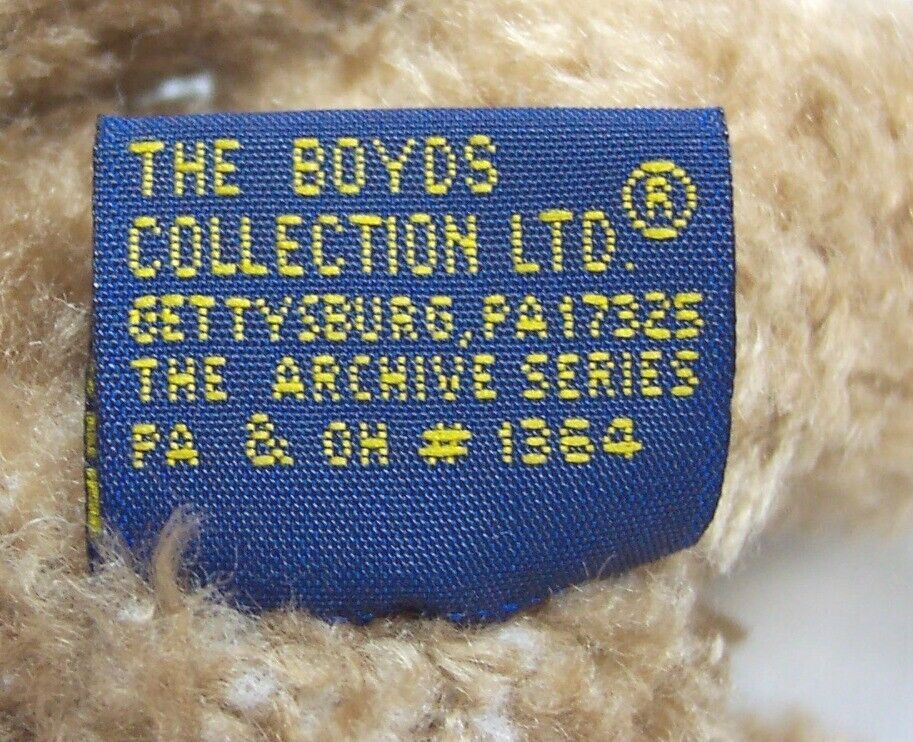 THE BOYDS
COLLECTION LTD.®
GETTYSBURG, PA 17325
THE ARCHIVE SERIES
PA & OH # 1364